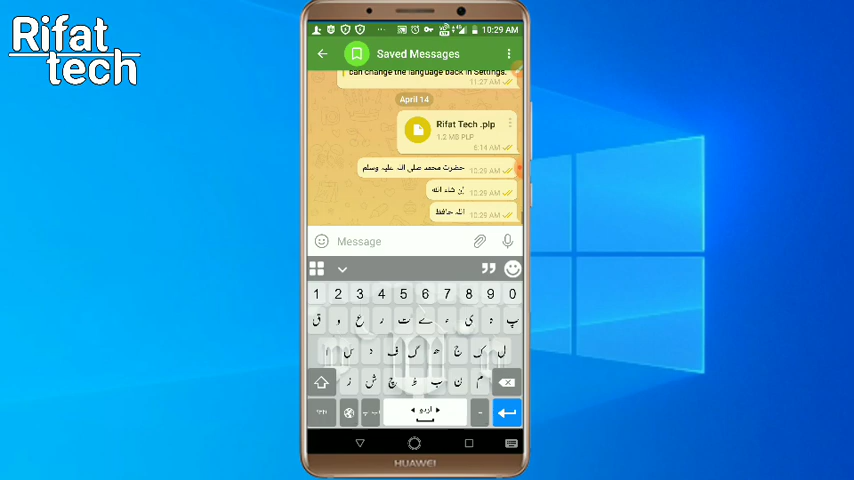 Rifat
tech
10:29 AM
Saved Messages
can change the language back in Settings.
11:27 AM
April 14
Rifat Tech .plp
1.2 MB PLP
6:14 AM
حضرت محمد صلی اللہ علیہ وسلم
10:29 AM
إن شاء الله
10:29 AM
اللہ حافظ
10:29 AM
Message
1 2 3 4 5 6 7 8 9 0
ق و ع ر ت ے ء ی ہ پ
ا س د ف گ ھ ج ک ل
ز ش چ ط ب ن م
اردو
-
HUAWEI